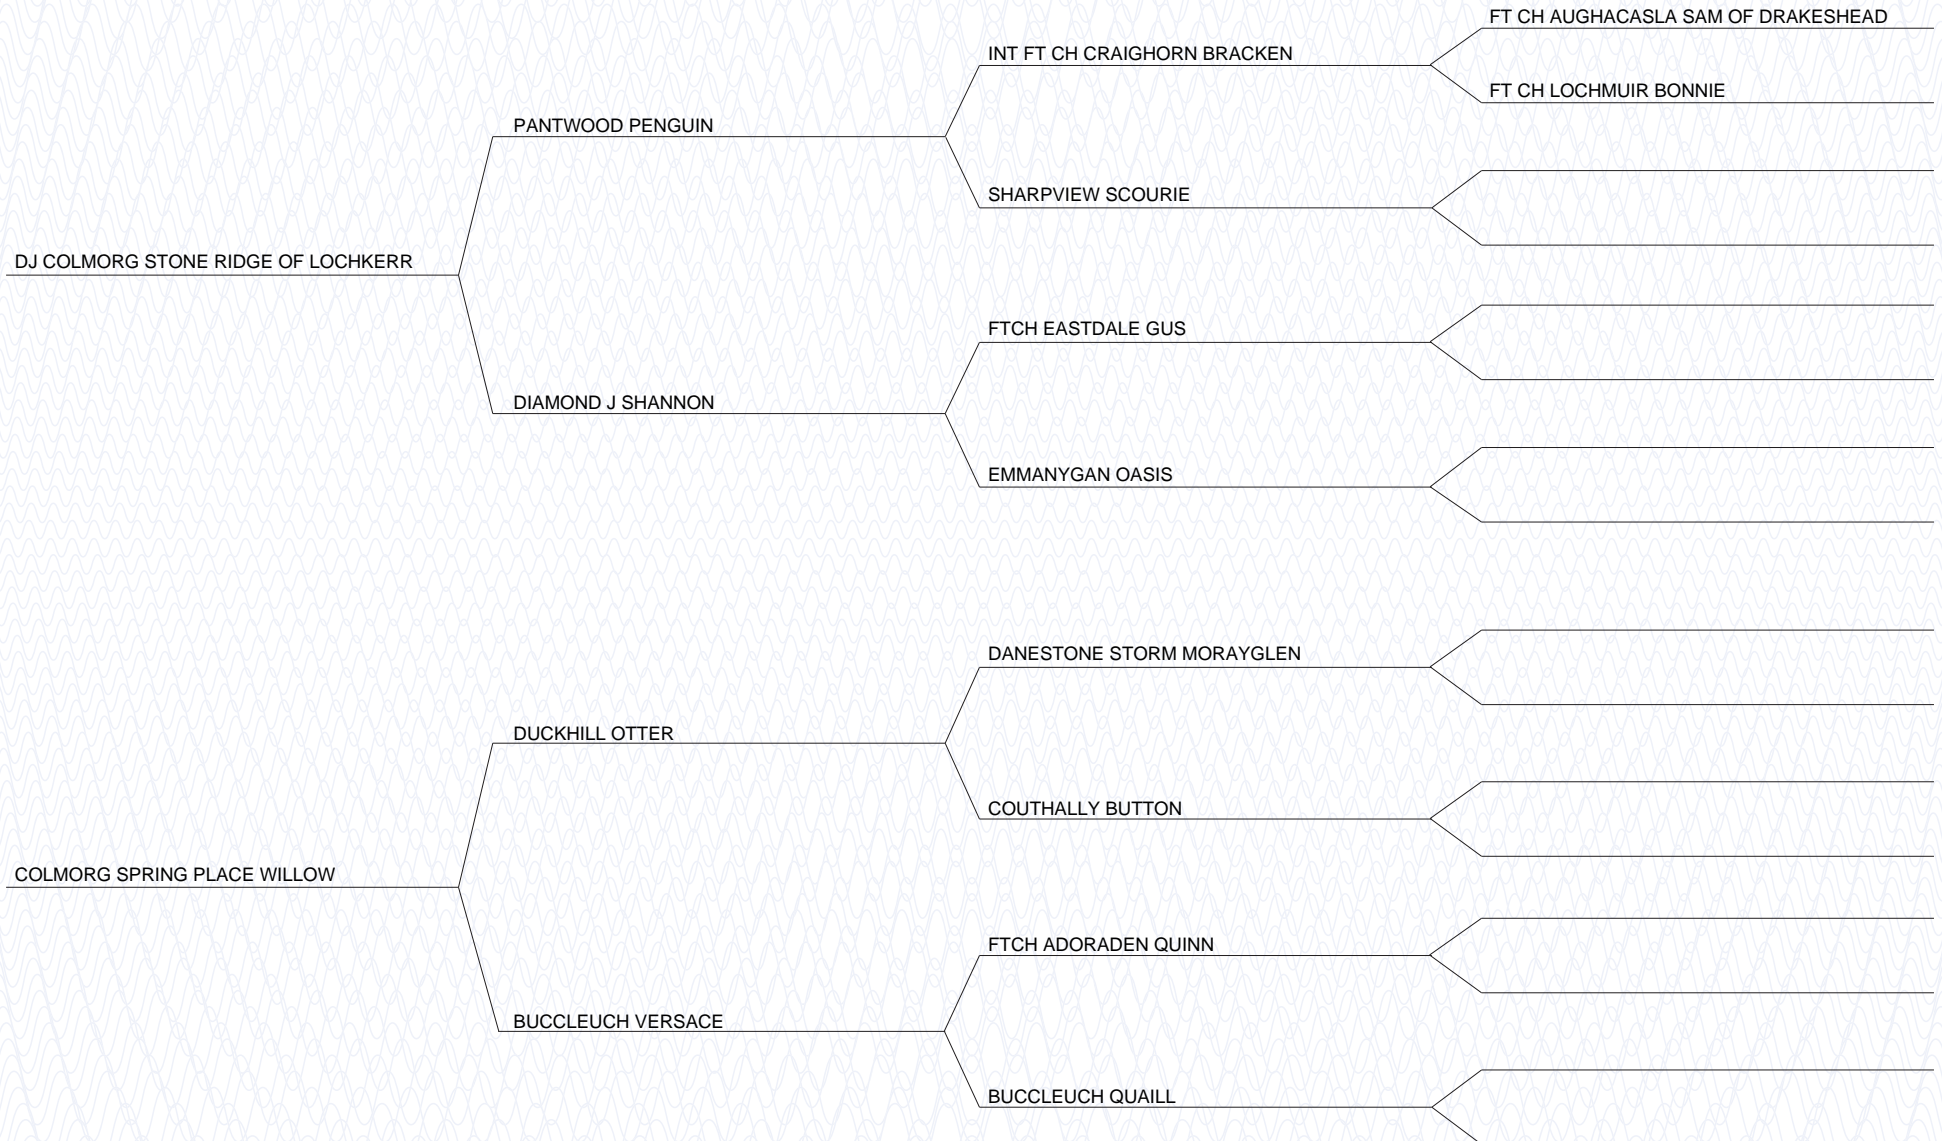 FT CH AUGHACASLA SAM OF DRAKESHEAD
INT FT CH CRAIGHORN BRACKEN
FT CH LOCHMUIR BONNIE
PANTWOOD PENGUIN
SHARPVIEW SCOURIE
DJ COLMORG STONE RIDGE OF LOCHKERR
FTCH EASTDALE GUS
DIAMOND J SHANNON
EMMANYGAN OASIS
DANESTONE STORM MORAYGLEN
DUCKHILL OTTER
COUTHALLY BUTTON
COLMORG SPRING PLACE WILLOW
FTCH ADORADEN QUINN
BUCCLEUCH VERSACE
BUCCLEUCH QUAILL